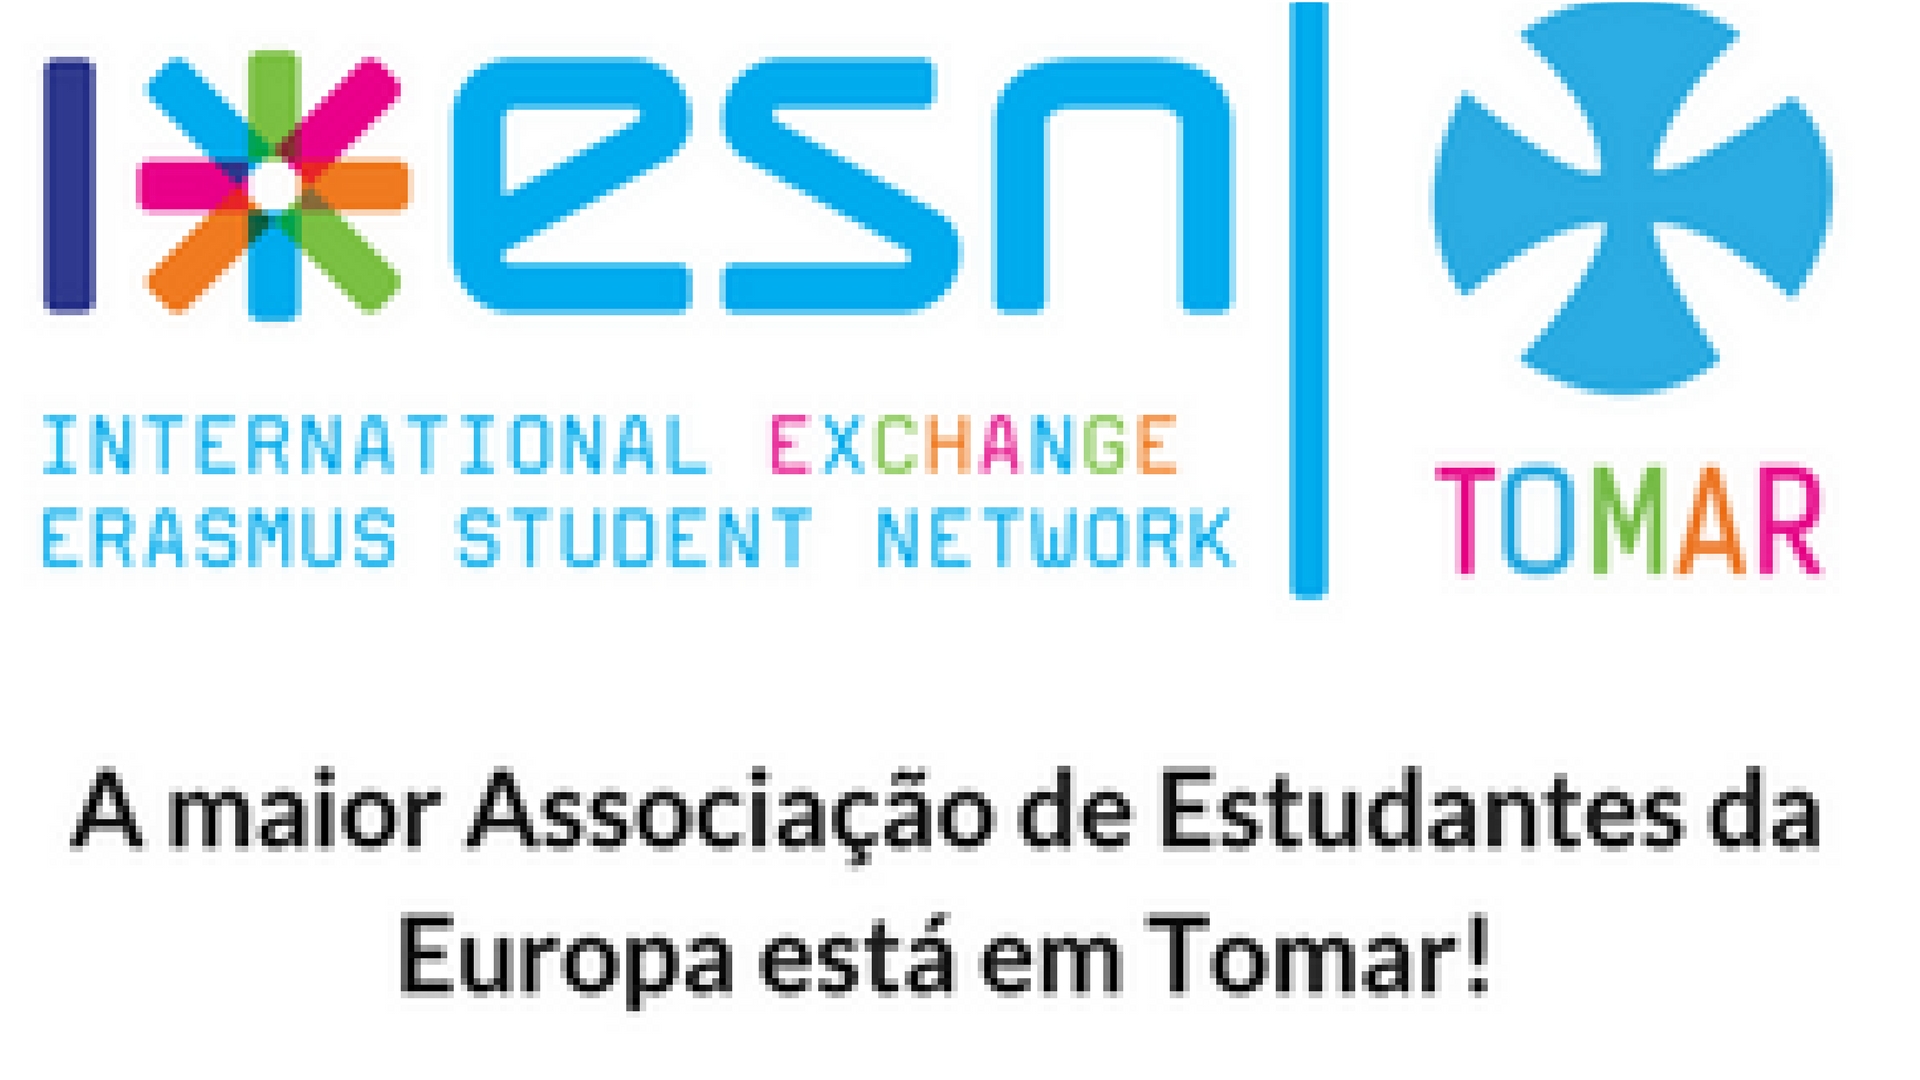 I esn
INTERNATIONAL EXCHANGE
ERASMUS STUDENT NETWORK
TOMAR
A maior Associação de Estudantes da
Europa está em Tomar!